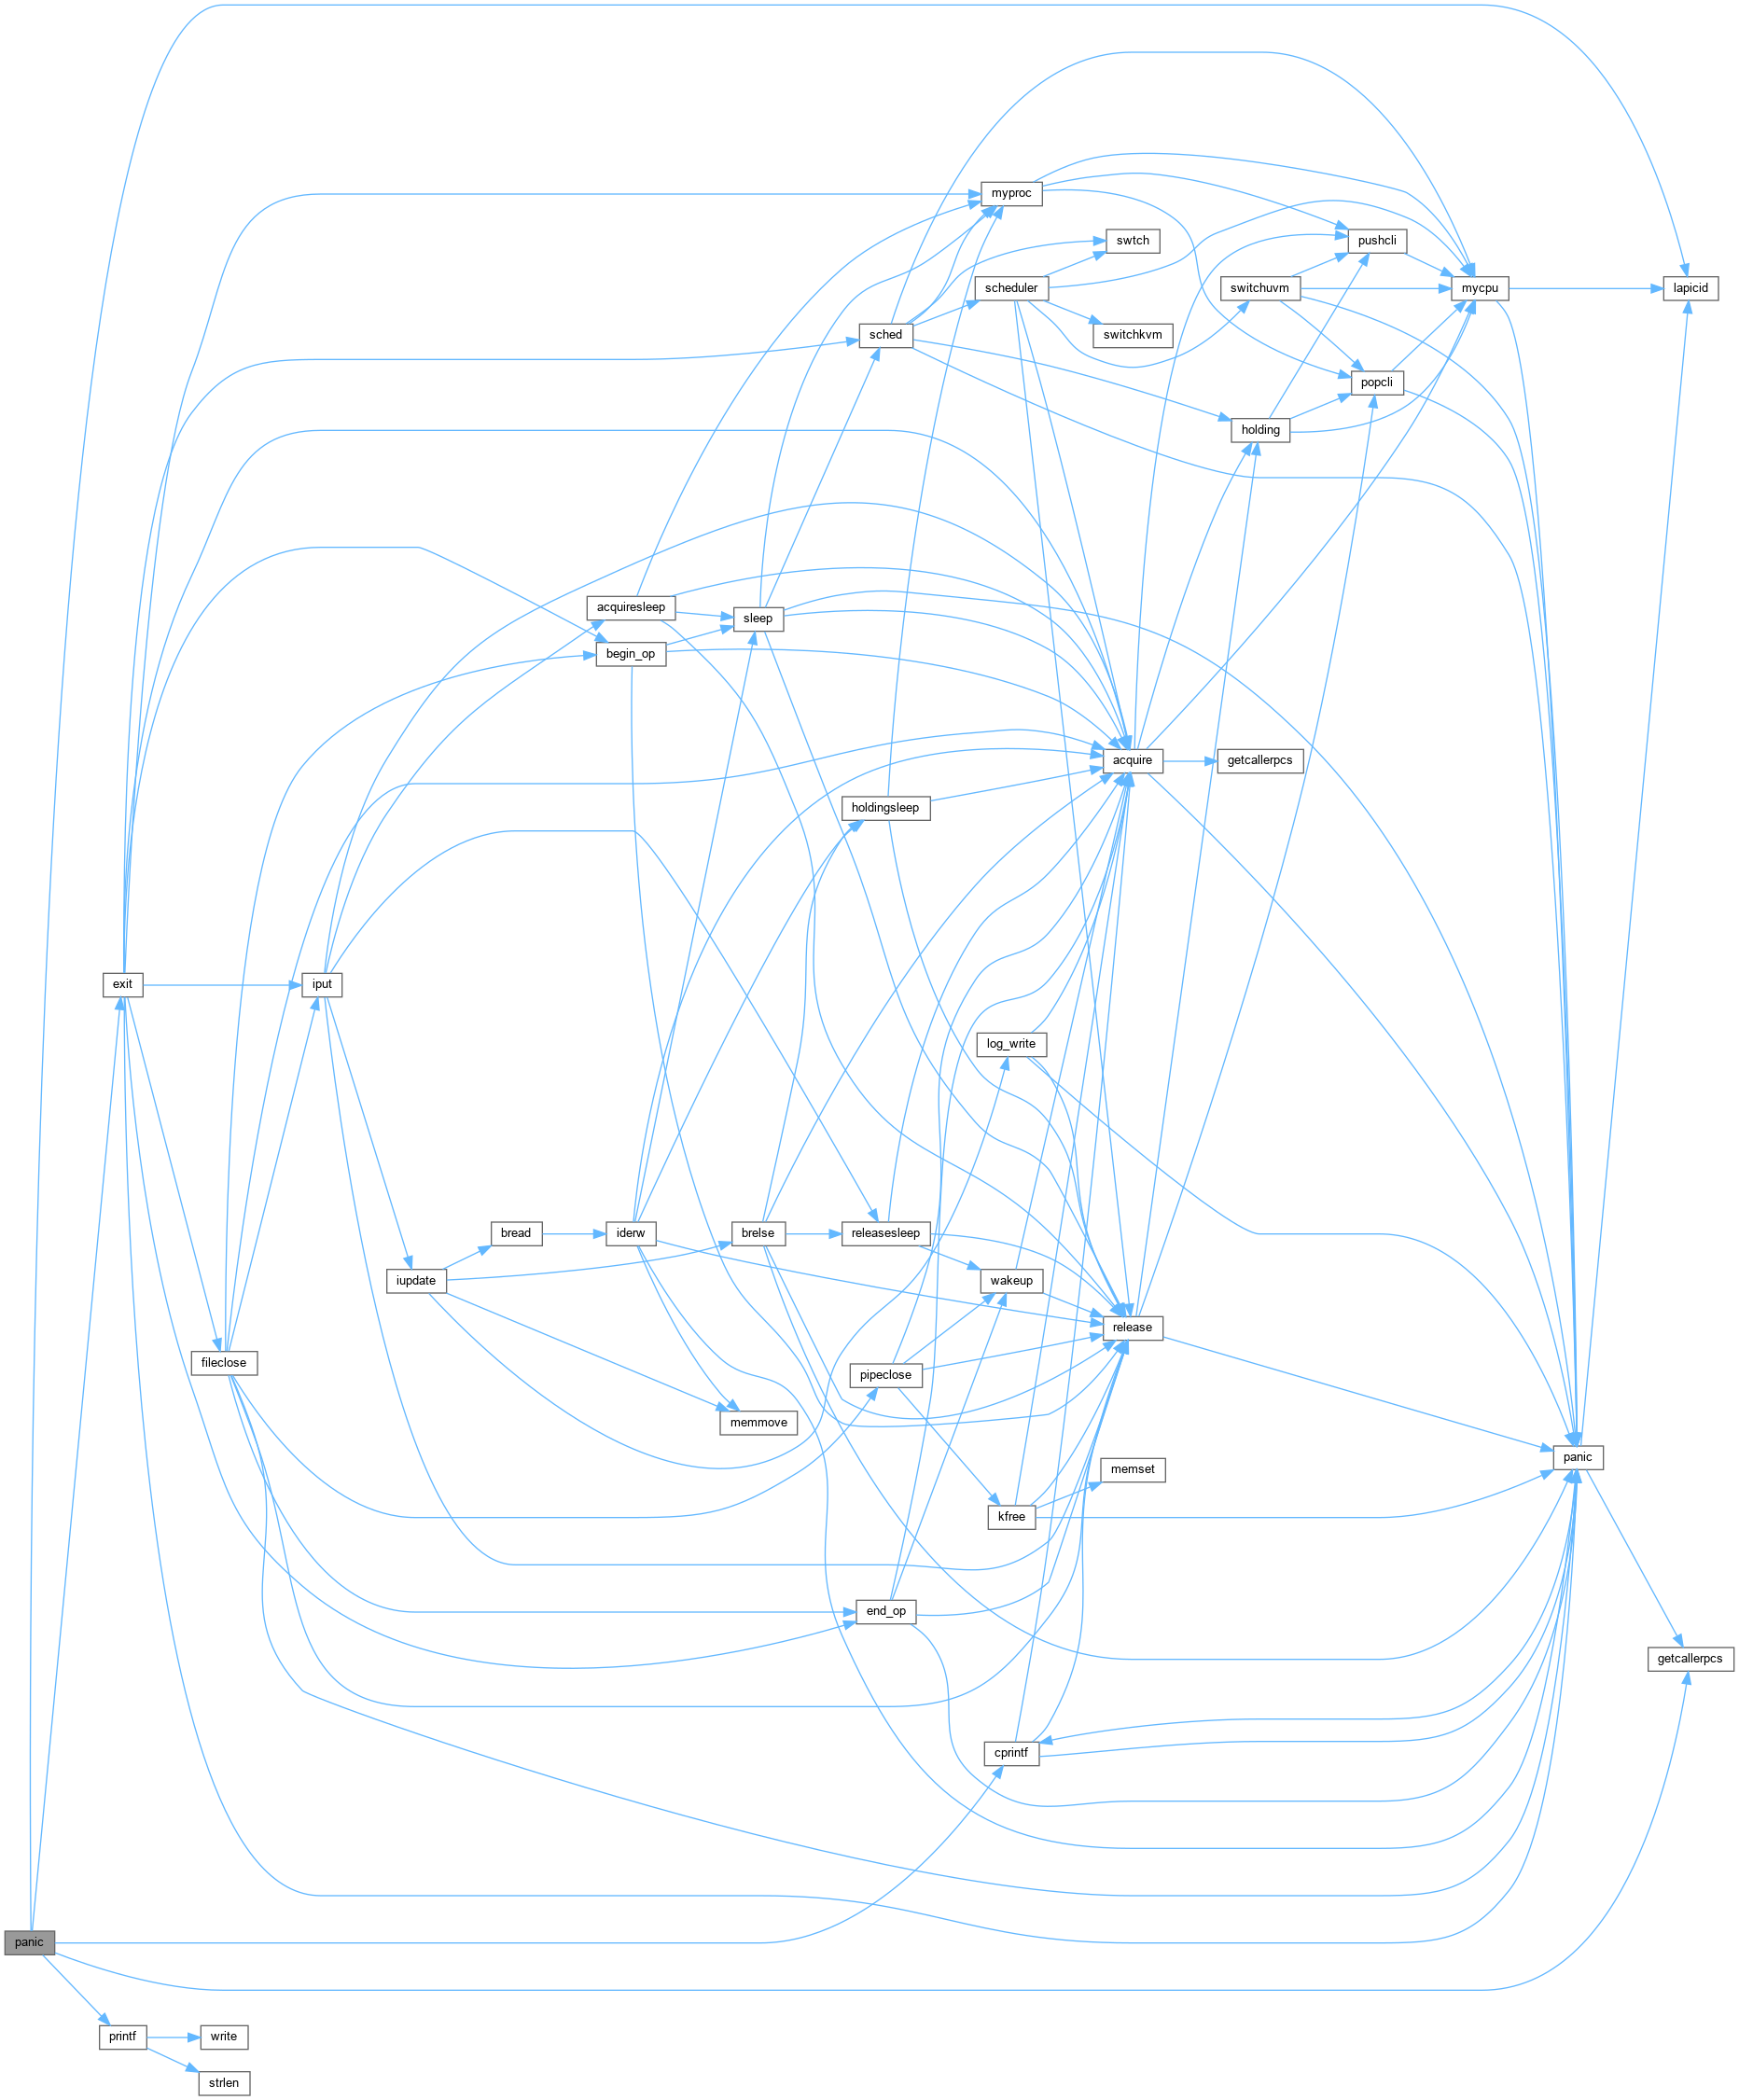 myproc
swtch
pushcli
scheduler
switchuvm
mycpu
lapicid
sched
switchkvm
popcli
holding
acquiresleep
sleep
begin_op
acquire
getcallerpcs
holdingsleep
exit
iput
log_write
bread
iderw
brelse
releasesleep
iupdate
wakeup
release
fileclose
pipeclose
memmove
panic
memset
kfree
end_op
getcallerpcs
cprintf
panic
printf
write
strlen